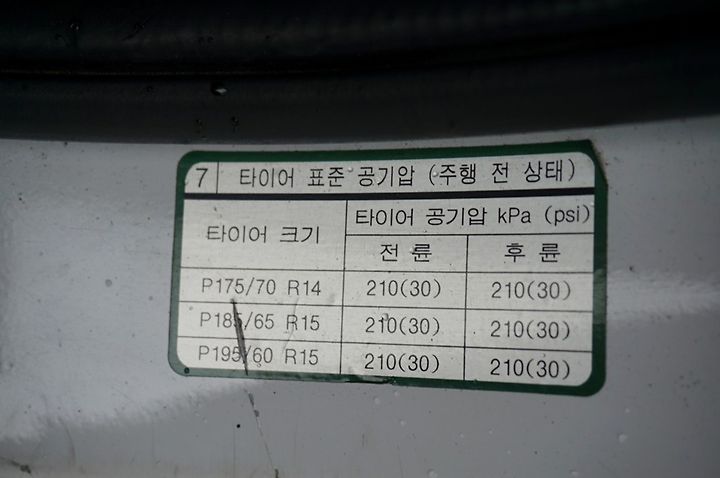 7 타이어 표준 공기압 (주행 전 상태)
타이어 크기 타이어 공기압 kPa (psi)
전 륜 후 륜
P175/70 R14 210(30) 210(30)
P185/65 R15 210(30) 210(30)
P195/60 R15 210(30) 210(30)